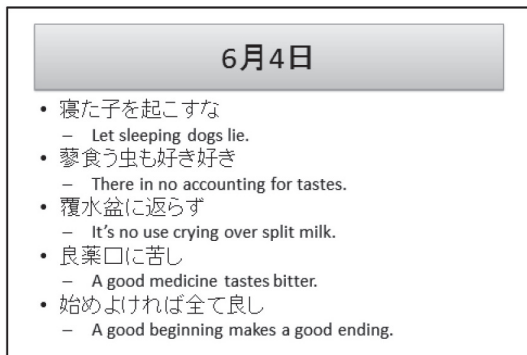 6月4日
• 寝た子を起こすな
– Let sleeping dogs lie.
• 蓼食う虫も好き好き
– There in no accounting for tastes.
• 覆水盆に返らず
– It's no use crying over split milk.
• 良薬口に苦し
– A good medicine tastes bitter.
• 始めよければ全て良し
– A good beginning makes a good ending.